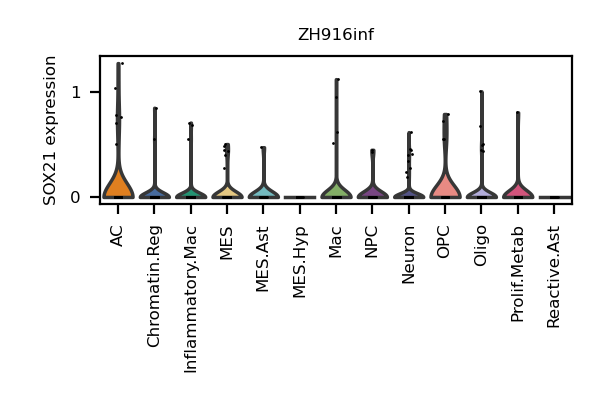 ZH916inf
SOX21 expression
1
0
AC
Chromatin.Reg
Inflammatory.Mac
MES
MES.Ast
MES.Hyp
Mac
NPC
Neuron
OPC
Oligo
Prolif.Metab
Reactive.Ast